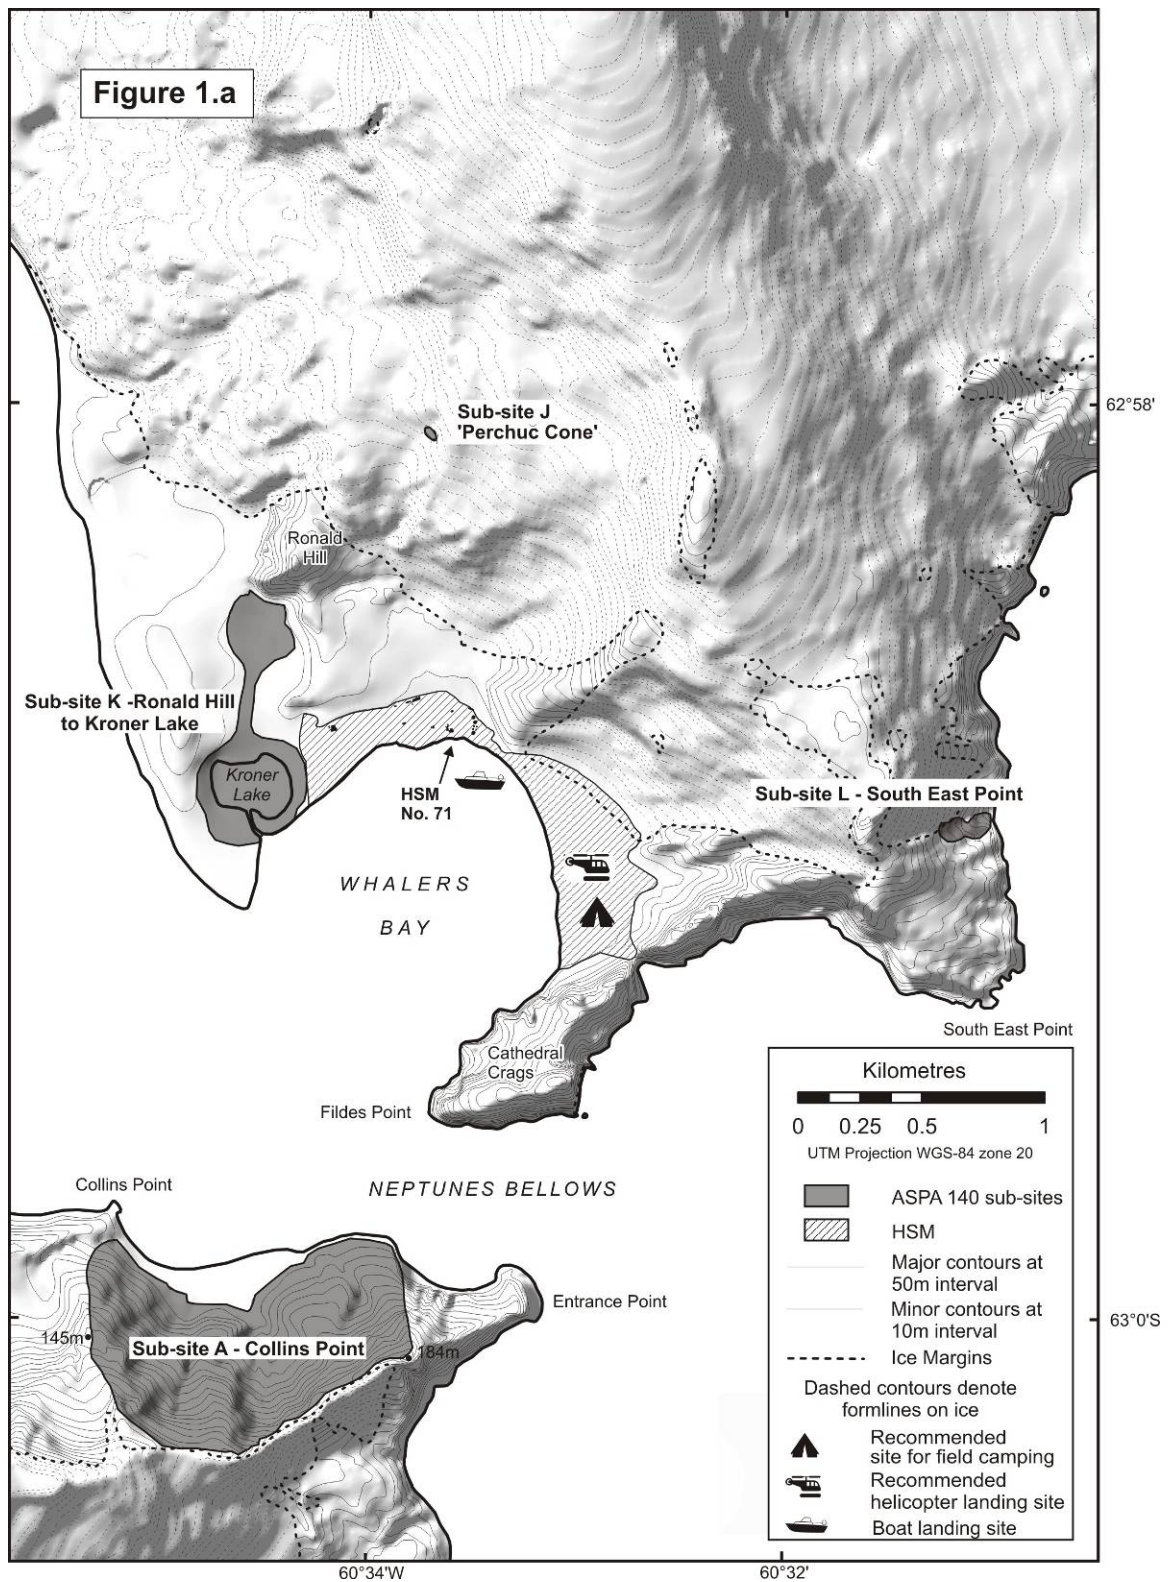 Figure 1.a
62°58'
Sub-site J
'Perchuc Cone'
Ronald
Hill
Sub-site K -Ronald Hill
to Kroner Lake
Kroner
Lake
HSM
No. 71
Sub-site L - South East Point
WHALERS
BAY
South East Point
Cathedral
Crags
Fildes Point
NEPTUNES BELLOWS
Collins Point
Entrance Point
145m
Sub-site A - Collins Point
184m
63°0'S
Kilometres
0 0.25 0.5 1
UTM Projection WGS-84 zone 20
ASPA 140 sub-sites
HSM
Major contours at
50m interval
Minor contours at
10m interval
Ice Margins
Dashed contours denote
formlines on ice
Recommended
site for field camping
Recommended
helicopter landing site
Boat landing site
60°34'W
60°32'